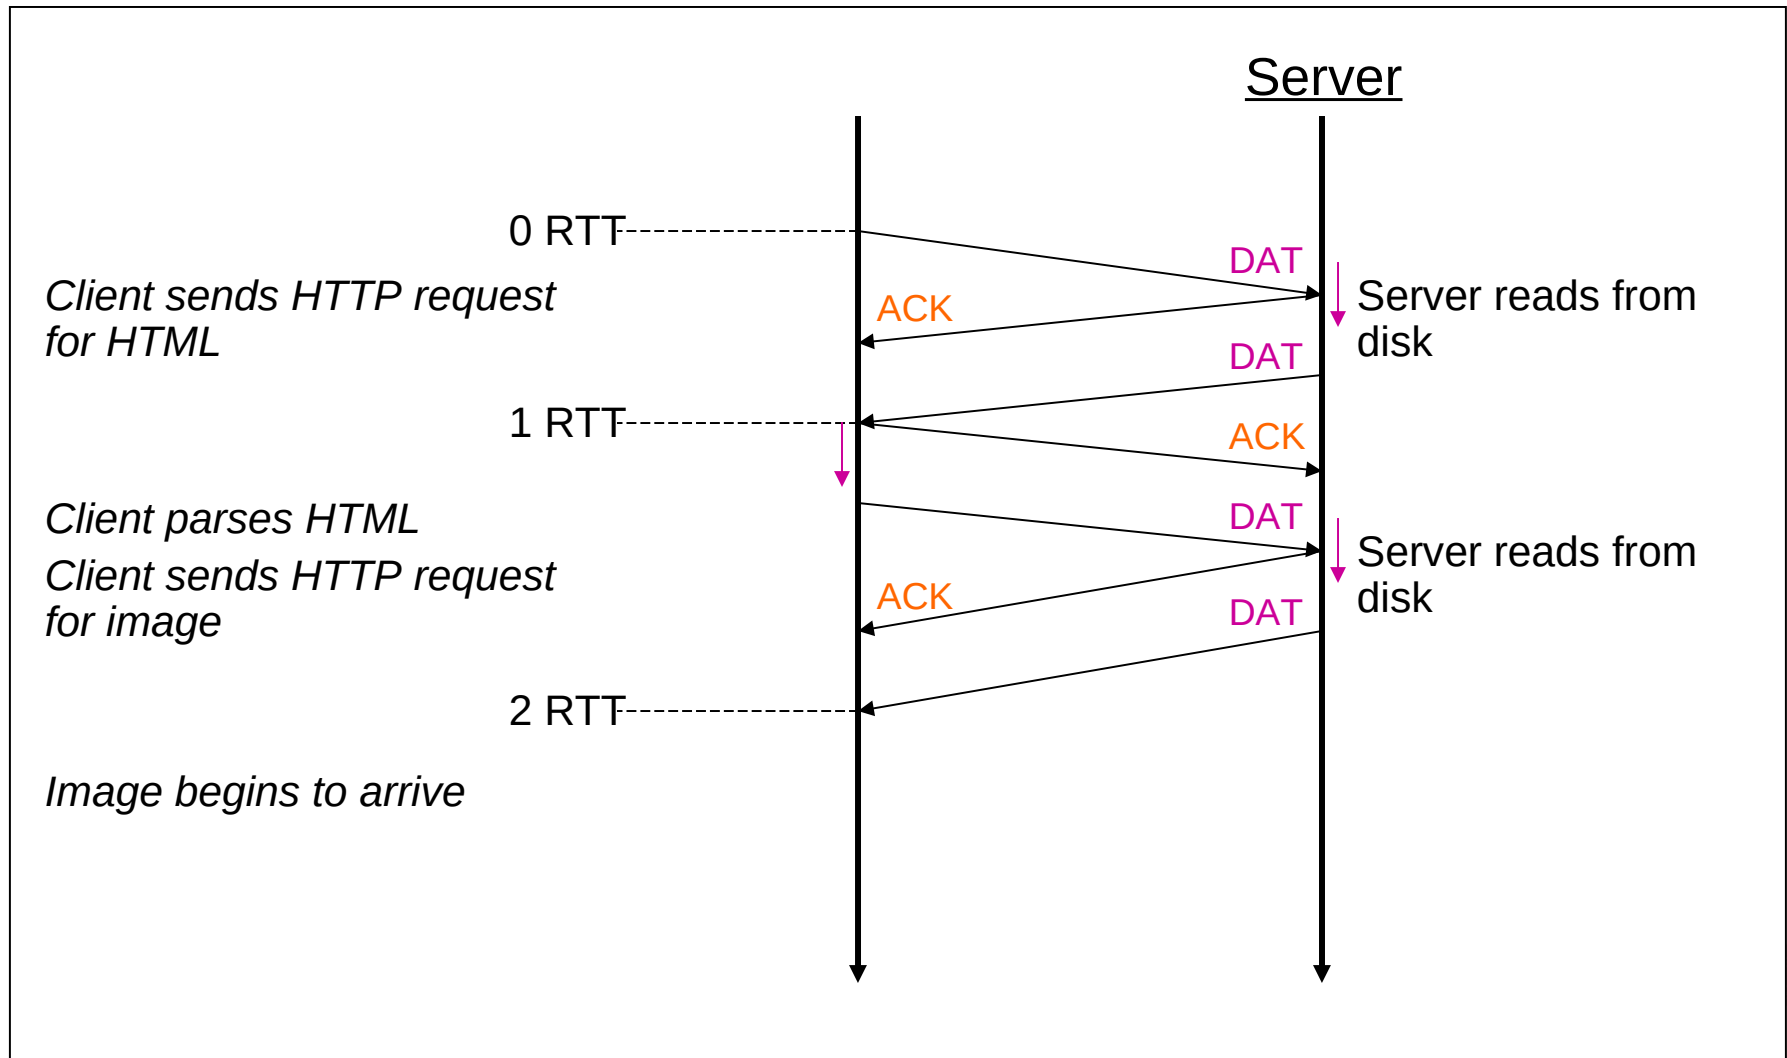 Server
0 RTT
DAT
Client sends HTTP request
for HTML
Server reads from
disk
ACK
DAT
1 RTT
ACK
Client parses HTML
DAT
Client sends HTTP request
for image
Server reads from
disk
ACK
DAT
2 RTT
Image begins to arrive